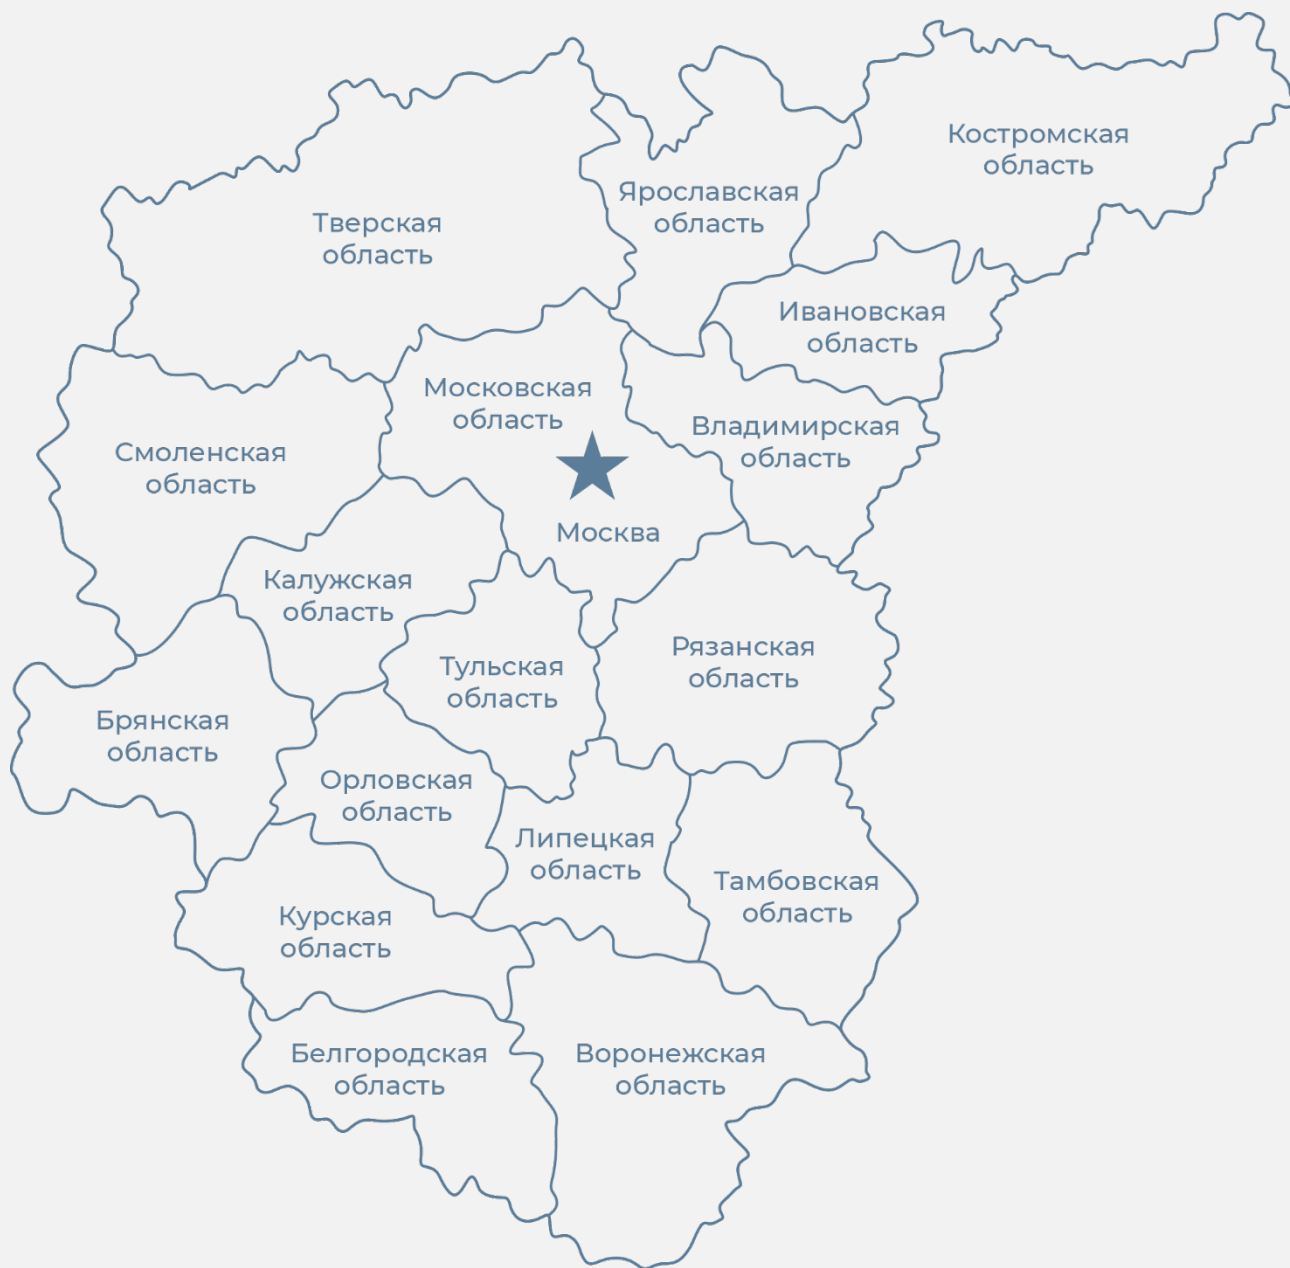 Костромская
область
Ярославская
область
Тверская
область
Ивановская
область
Московская
область
Владимирская
область
Смоленская
область
Москва
Калужская
область
Рязанская
область
Тульская
область
Брянская
область
Орловская
область
Липецкая
область
Тамбовская
область
Курская
область
Белгородская
область
Воронежская
область